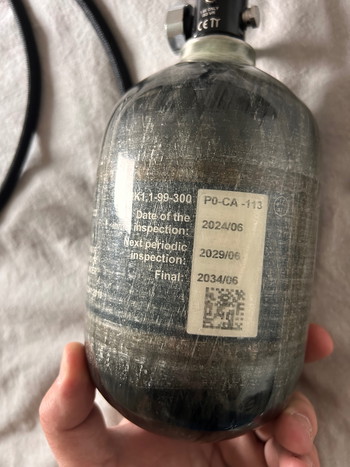 CE
K1.1-99-300 P0-CA -113
Date of the inspection: 2024/06
Next periodic inspection: 2029/06
Final: 2034/06